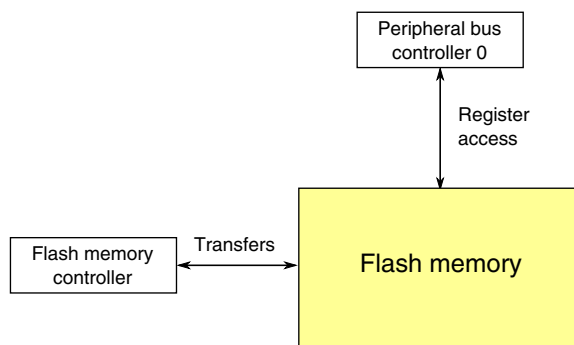 Peripheral bus
controller 0
Register
access
Transfers
Flash memory
controller
Flash memory